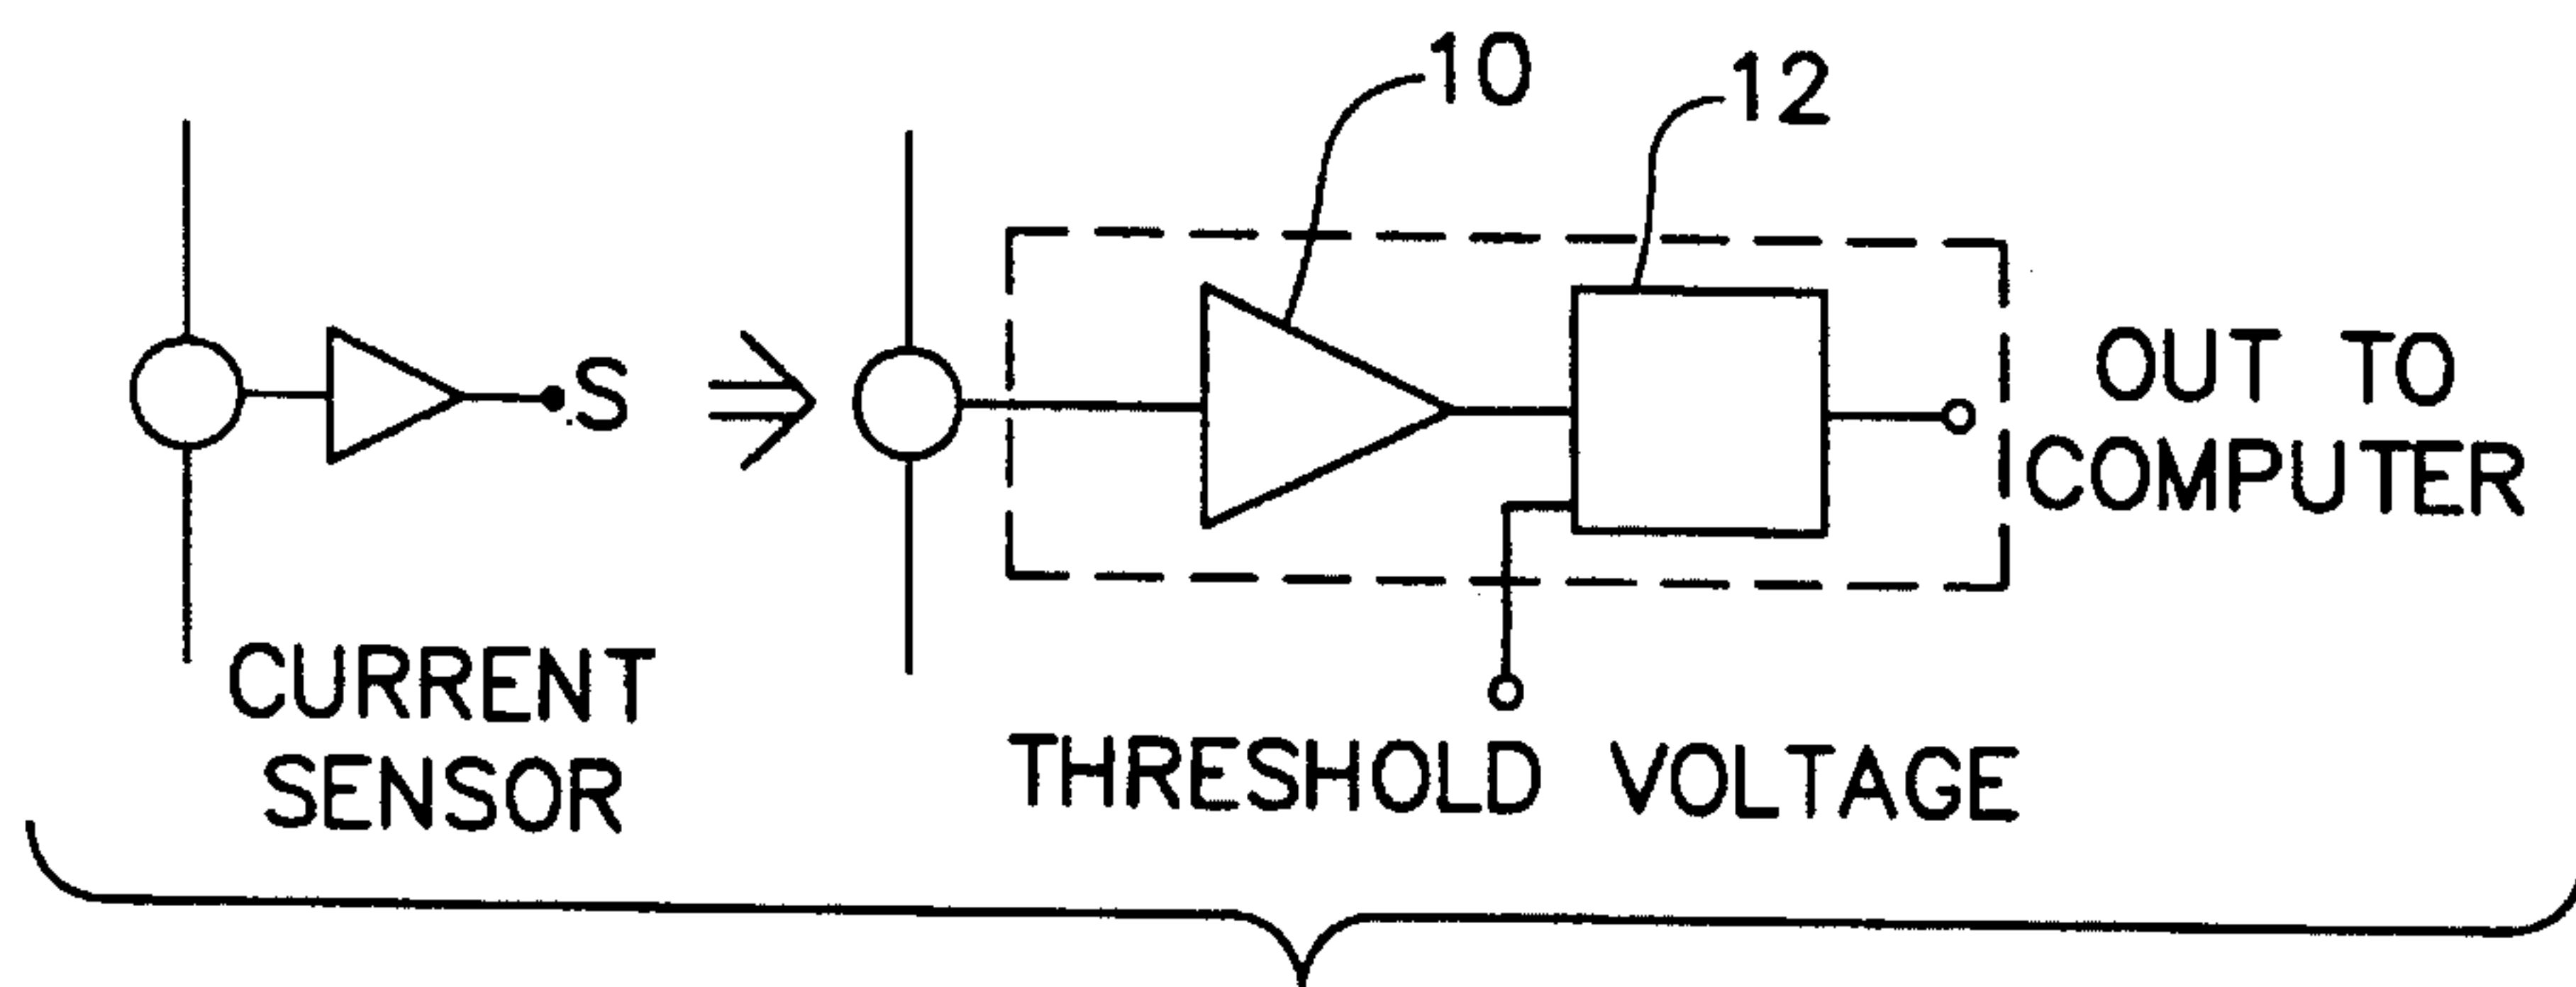 10
12
S
OUT TO
COMPUTER
CURRENT
SENSOR
THRESHOLD VOLTAGE